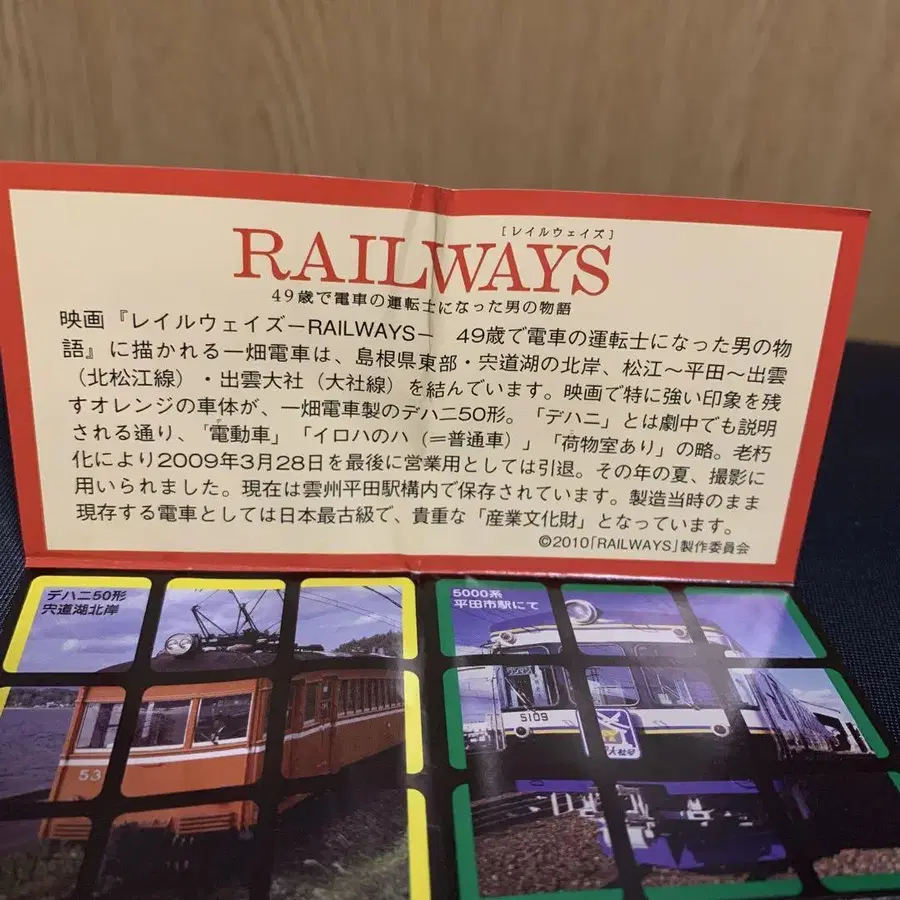 [レイルウェイズ]
RAILWAYS
49歳で電車の運転士になった男の物語
映画『レイルウェイズ－RAILWAYS－　49歳で電車の運転士になった男の物
語』に描かれる一畑電車は、島根県東部・宍道湖の北岸、松江～平田～出雲
（北松江線）・出雲大社（大社線）を結んでいます。映画で特に強い印象を残
すオレンジの車体が、一畑電車製のデハ二50形。「デハニ」とは劇中でも説明
される通り、「電動車」「イロハのハ（＝普通車）」「荷物室あり」の略。老朽
化により2009年3月28日を最後に営業用としては引退。その年の夏、撮影に
用いられました。現在は雲州平田駅構内で保存されています。製造当時のまま
現存する電車としては日本最古級で、貴重な「産業文化財」となっています。
©2010「RAILWAYS」製作委員会
デハニ50形
宍道湖北岸
5000系
平田市駅にて
ワンマン
5109
53